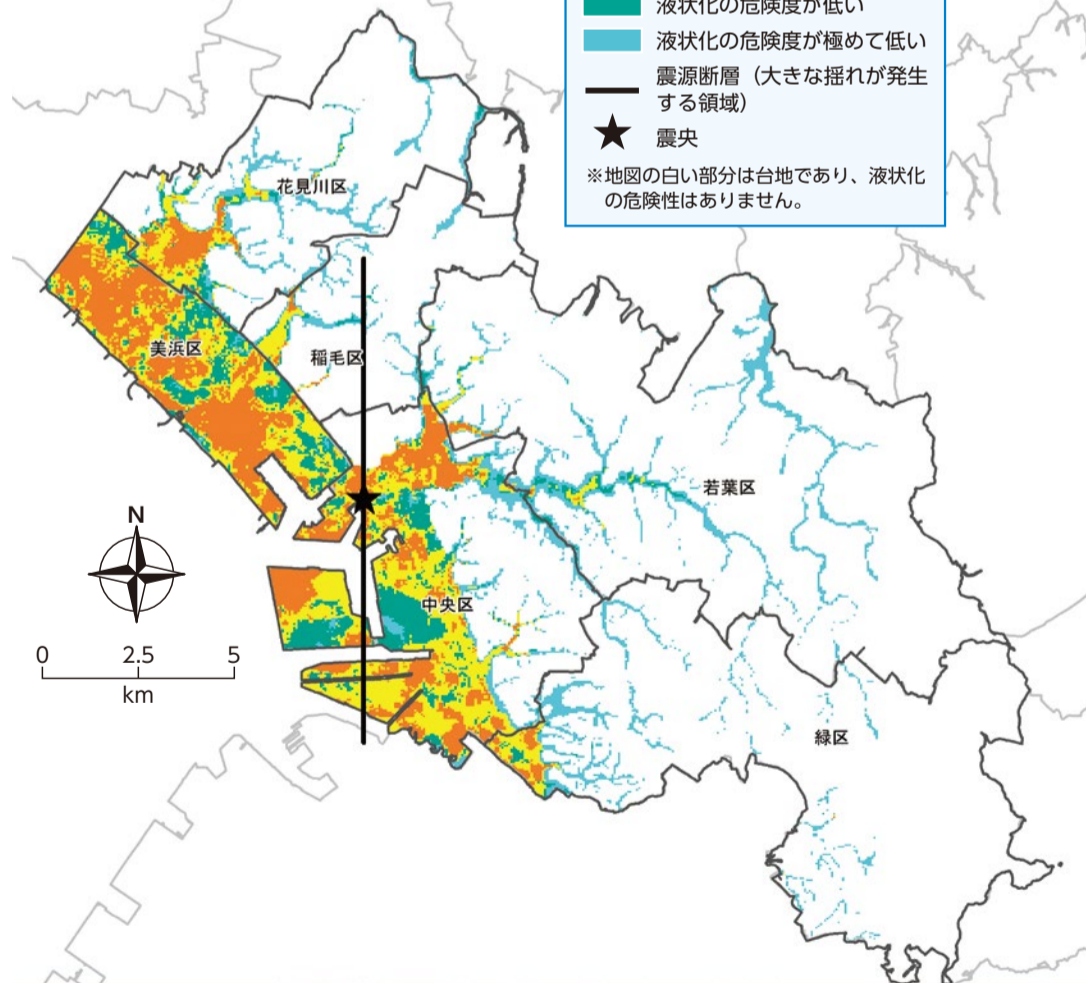 液状化の危険度が低い
液状化の危険度が極めて低い
震源断層（大きな揺れが発生
する領域）
震央
※地図の白い部分は台地であり、液状化
の危険性はありません。
花見川区
美浜区
稲毛区
若葉区
N
中央区
0 2.5 5
km
緑区